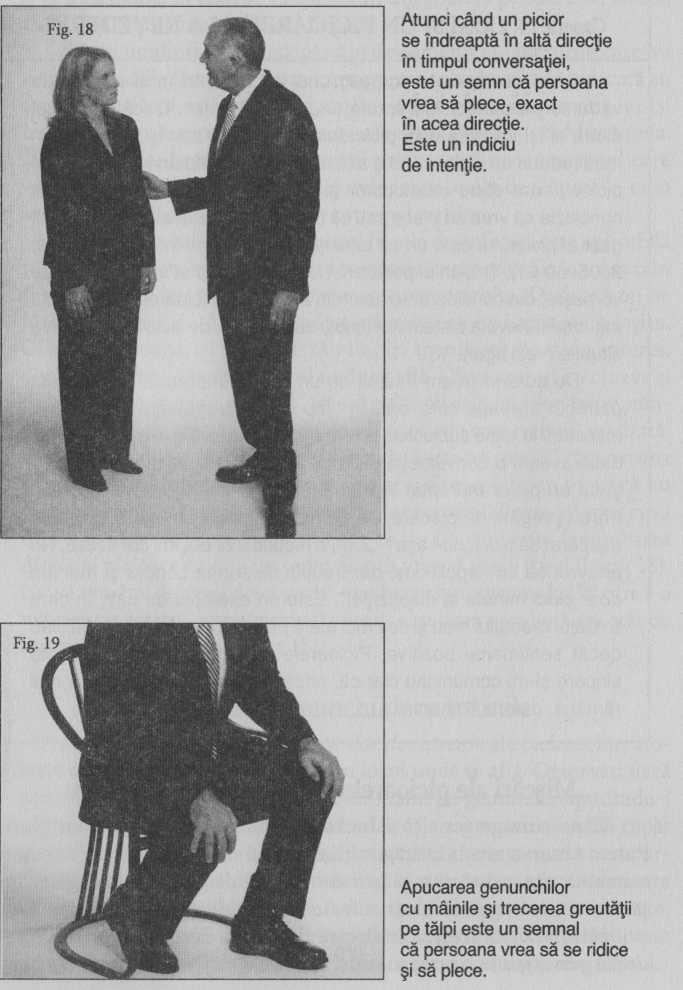 Fig. 18
Atunci când un picior
se îndreaptă în altă direcţie
în timpul conversaţiei,
este un semn că persoana
vrea să plece, exact
în acea direcţie.
Este un indiciu
de intenţie.
Fig. 19
Apucarea genunchilor
cu mâinile şi trecerea greutăţii
pe tălpi este un semnal
că persoana vrea să se ridice
şi să plece.